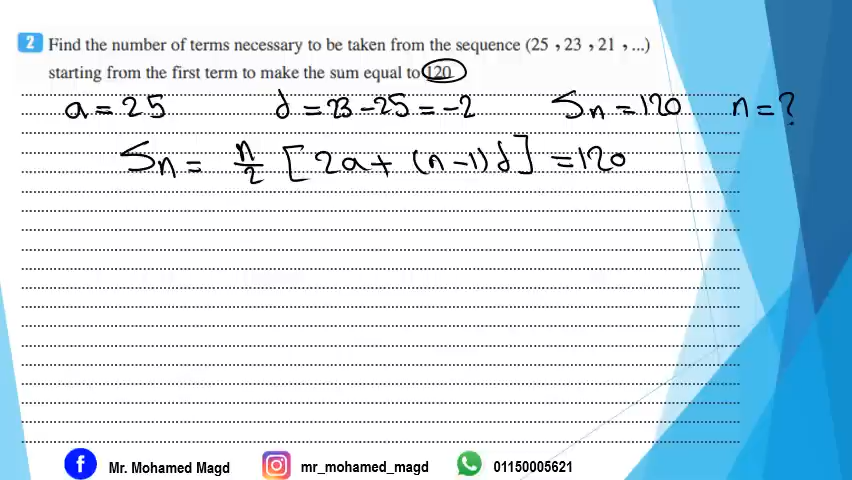 2 Find the number of terms necessary to be taken from the sequence (25 , 23 , 21 , ...)
starting from the first term to make the sum equal to 120
a = 25 d = 23 - 25 = -2 Sn = 120 n = ?
Sn = n/2 [2a + (n - 1) d] = 120
Mr. Mohamed Magd mr_mohamed_magd 01150005621